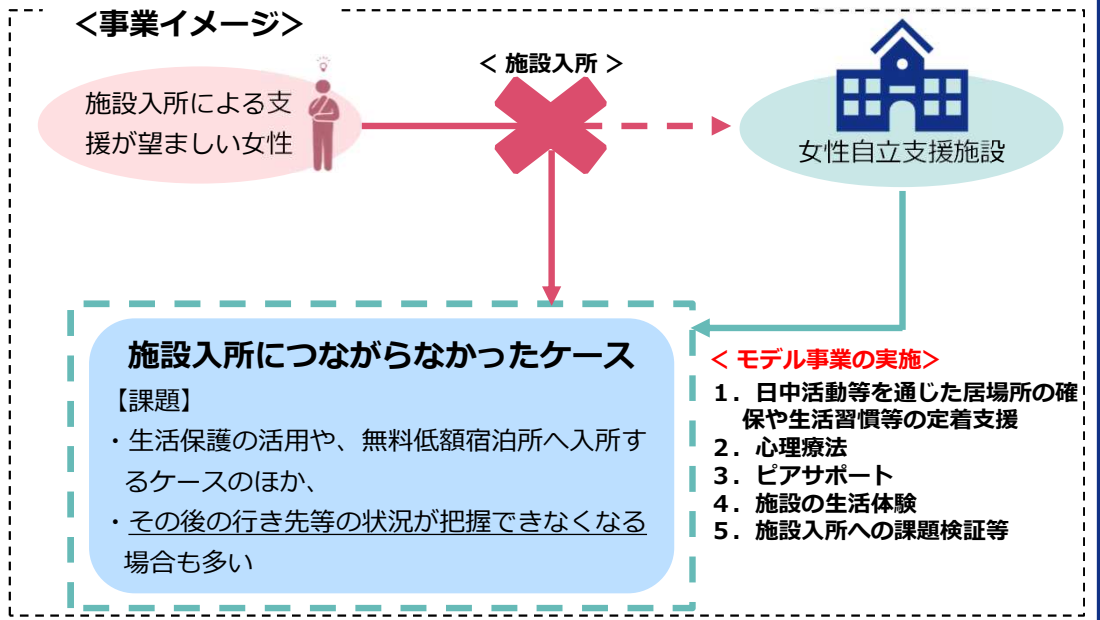 <事業イメージ>
< 施設入所 >
施設入所による支
援が望ましい女性
女性自立支援施設
施設入所につながらなかったケース
【課題】
・生活保護の活用や、無料低額宿泊所へ入所す
るケースのほか、
・その後の行き先等の状況が把握できなくなる
場合も多い
< モデル事業の実施>
１．日中活動等を通じた居場所の確
保や生活習慣等の定着支援
２．心理療法
３．ピアサポート
４．施設の生活体験
５．施設入所への課題検証等